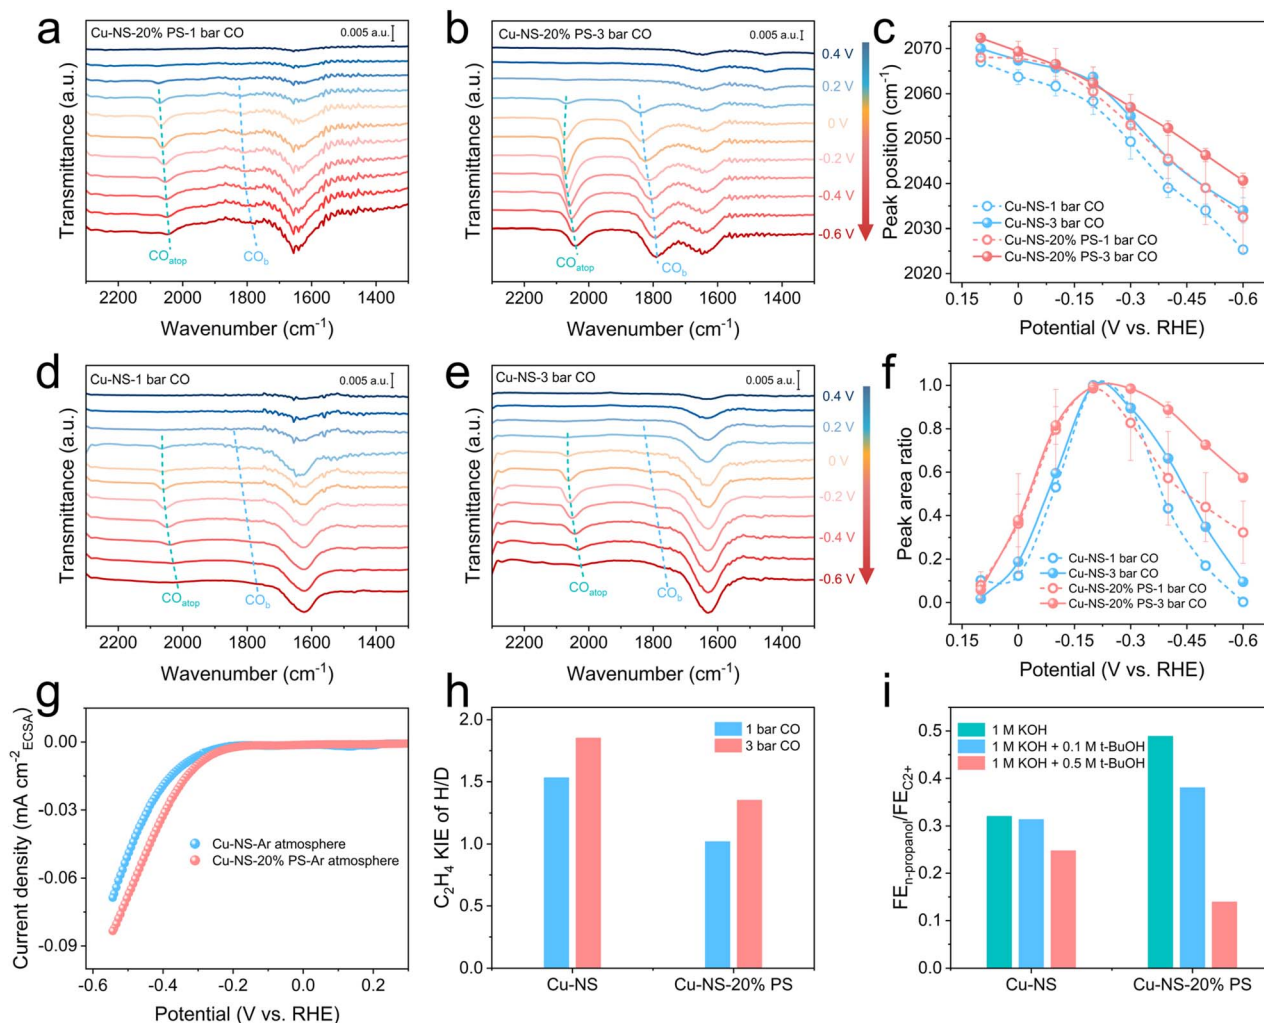 a
Cu-NS-20% PS-1 bar CO
0.005 a.u.
Transmittance (a.u.)
CO_atop
CO_b
2200 2000 1800 1600 1400
Wavenumber (cm⁻¹)
b
Cu-NS-20% PS-3 bar CO
0.005 a.u.
Transmittance (a.u.)
0.4 V
0.2 V
0 V
-0.2 V
-0.4 V
-0.6 V
CO_atop
CO_b
2200 2000 1800 1600 1400
Wavenumber (cm⁻¹)
c
Peak position (cm⁻¹)
2070
2060
2050
2040
2030
2020
Cu-NS-1 bar CO
Cu-NS-3 bar CO
Cu-NS-20% PS-1 bar CO
Cu-NS-20% PS-3 bar CO
0.15 0 -0.15 -0.3 -0.45 -0.6
Potential (V vs. RHE)
d
Cu-NS-1 bar CO
0.005 a.u.
Transmittance (a.u.)
CO_atop
CO_b
2200 2000 1800 1600 1400
Wavenumber (cm⁻¹)
e
Cu-NS-3 bar CO
0.005 a.u.
Transmittance (a.u.)
0.4 V
0.2 V
0 V
-0.2 V
-0.4 V
-0.6 V
CO_atop
CO_b
2200 2000 1800 1600 1400
Wavenumber (cm⁻¹)
f
Peak area ratio
1.0
0.8
0.6
0.4
0.2
0.0
Cu-NS-1 bar CO
Cu-NS-3 bar CO
Cu-NS-20% PS-1 bar CO
Cu-NS-20% PS-3 bar CO
0.15 0 -0.15 -0.3 -0.45 -0.6
Potential (V vs. RHE)
g
Current density (mA cm⁻²_ECSA)
0.00
-0.03
-0.06
-0.09
Cu-NS-Ar atmosphere
Cu-NS-20% PS-Ar atmosphere
-0.6 -0.4 -0.2 0.0 0.2
Potential (V vs. RHE)
h
C₂H₄ KIE of H/D
2.0
1.5
1.0
0.5
0.0
1 bar CO
3 bar CO
Cu-NS Cu-NS-20% PS
i
FE_n-propanol/FE_C2+
0.5
0.4
0.3
0.2
0.1
0.0
1 M KOH
1 M KOH + 0.1 M t-BuOH
1 M KOH + 0.5 M t-BuOH
Cu-NS Cu-NS-20% PS